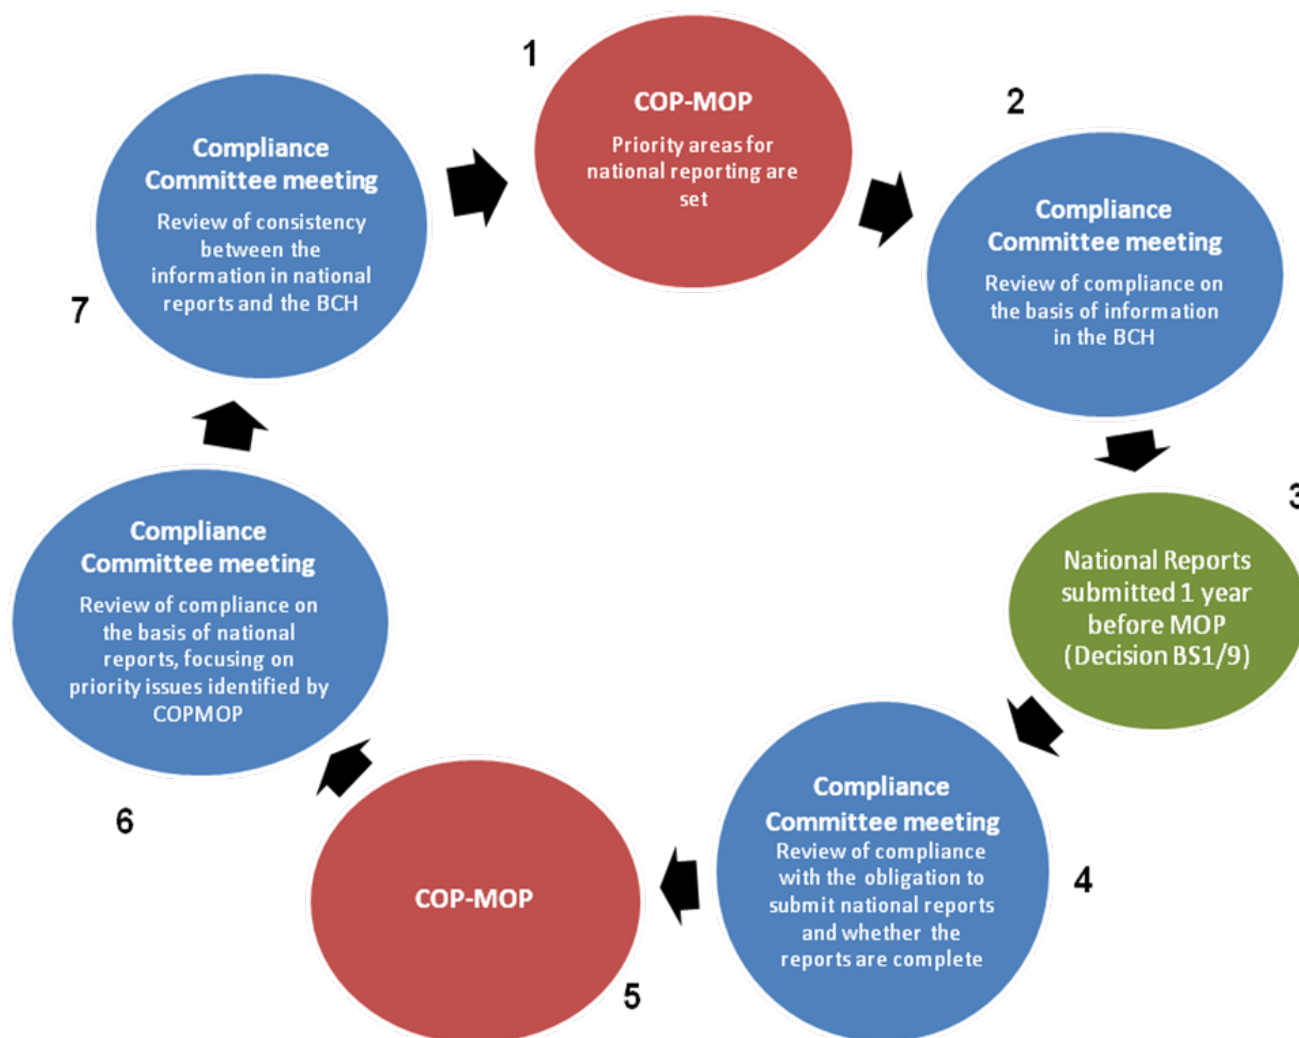 1
COP-MOP
Priority areas for
national reporting are
set
2
Compliance
Committee meeting
Review of compliance on
the basis of information
in the BCH
3
National Reports
submitted 1 year
before MOP
(Decision BS1/9)
4
Compliance
Committee meeting
Review of compliance
with the obligation to
submit national reports
and whether the
reports are complete
5
COP-MOP
6
Compliance
Committee meeting
Review of compliance on
the basis of national
reports, focusing on
priority issues identified by
COPMOP
7
Compliance
Committee meeting
Review of consistency
between the
information in national
reports and the BCH